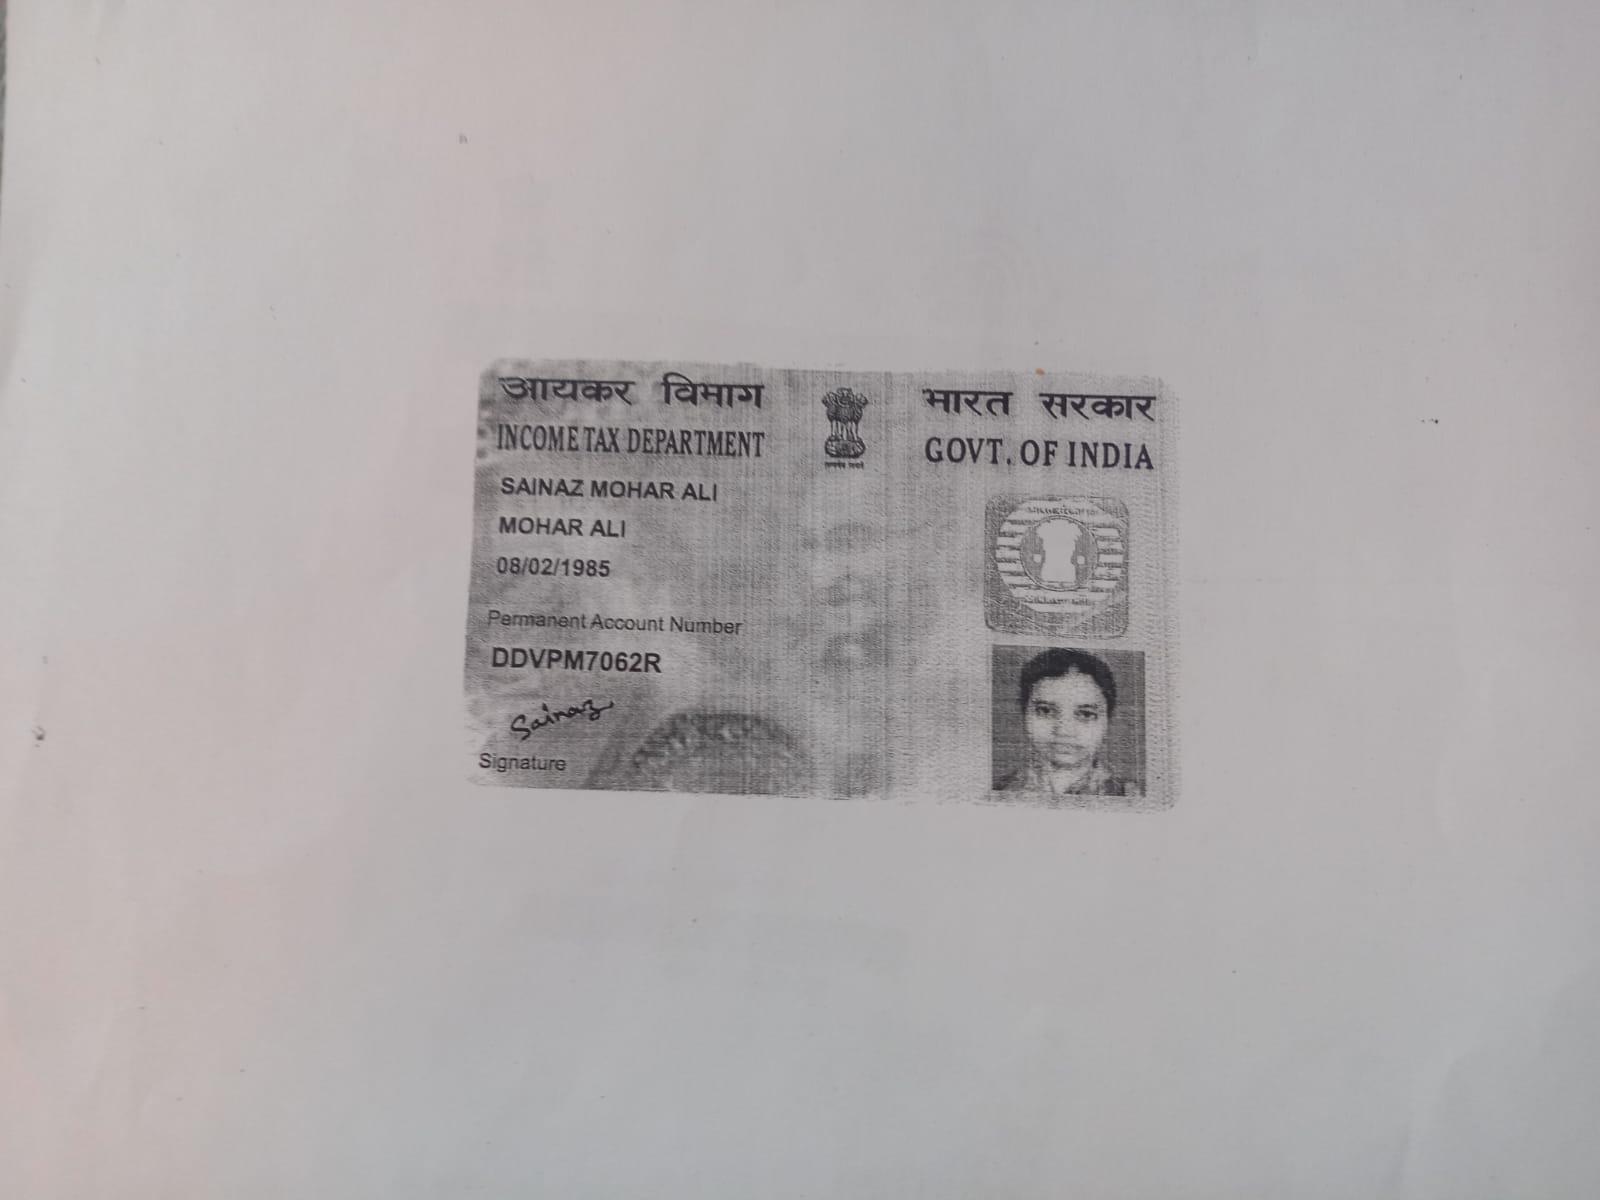 आयकर विभाग
INCOME TAX DEPARTMENT
भारत सरकार
GOVT. OF INDIA
SAINAZ MOHAR ALI
MOHAR ALI
08/02/1985
Permanent Account Number
DDVPM7062R
Sainaz
Signature